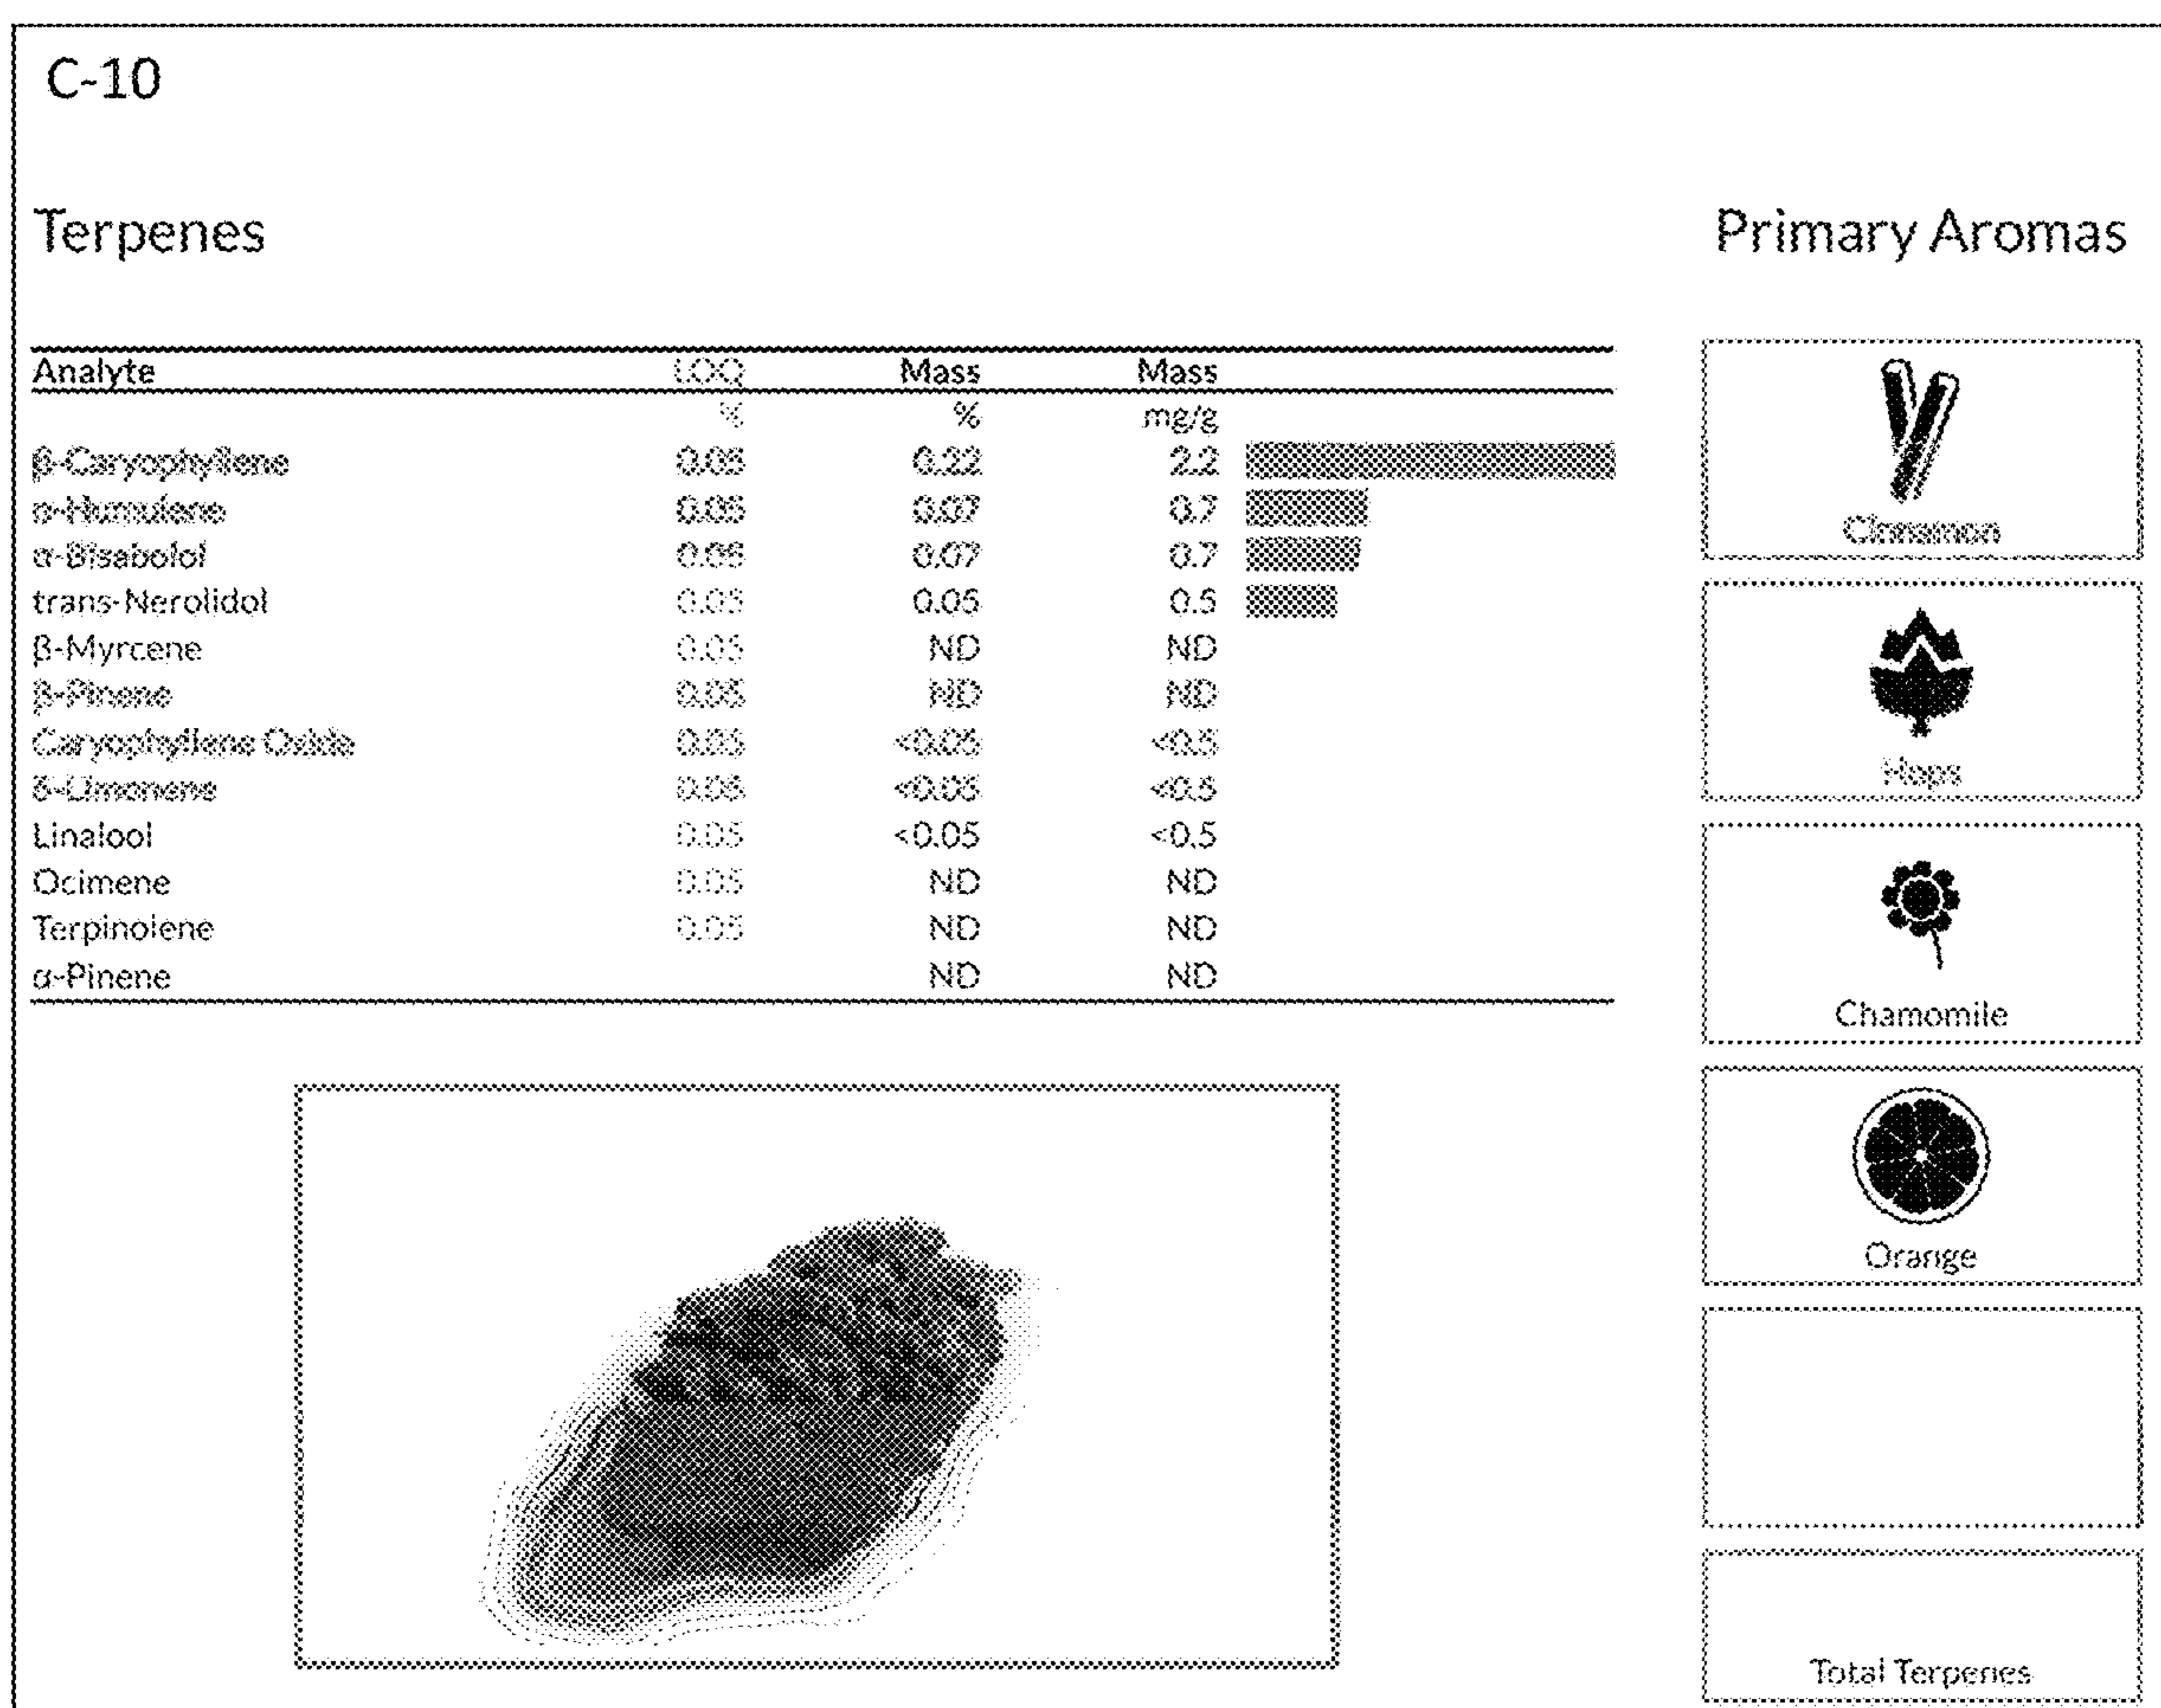 C-10
Terpenes
Primary Aromas
Analyte LOQ Mass Mass
% % mg/g
β-Caryophyllene 0.05 0.22 2.2
α-Humulene 0.05 0.07 0.7
α-Bisabolol 0.05 0.07 0.7
trans-Nerolidol 0.05 0.05 0.5
β-Myrcene 0.05 ND ND
β-Pinene 0.05 ND ND
Caryophyllene Oxide 0.05 <0.05 <0.5
δ-Limonene 0.05 <0.05 <0.5
Linalool 0.05 <0.05 <0.5
Ocimene 0.05 ND ND
Terpinolene 0.05 ND ND
α-Pinene ND ND
Cinnamon
Hops
Chamomile
Orange
Total Terpenes